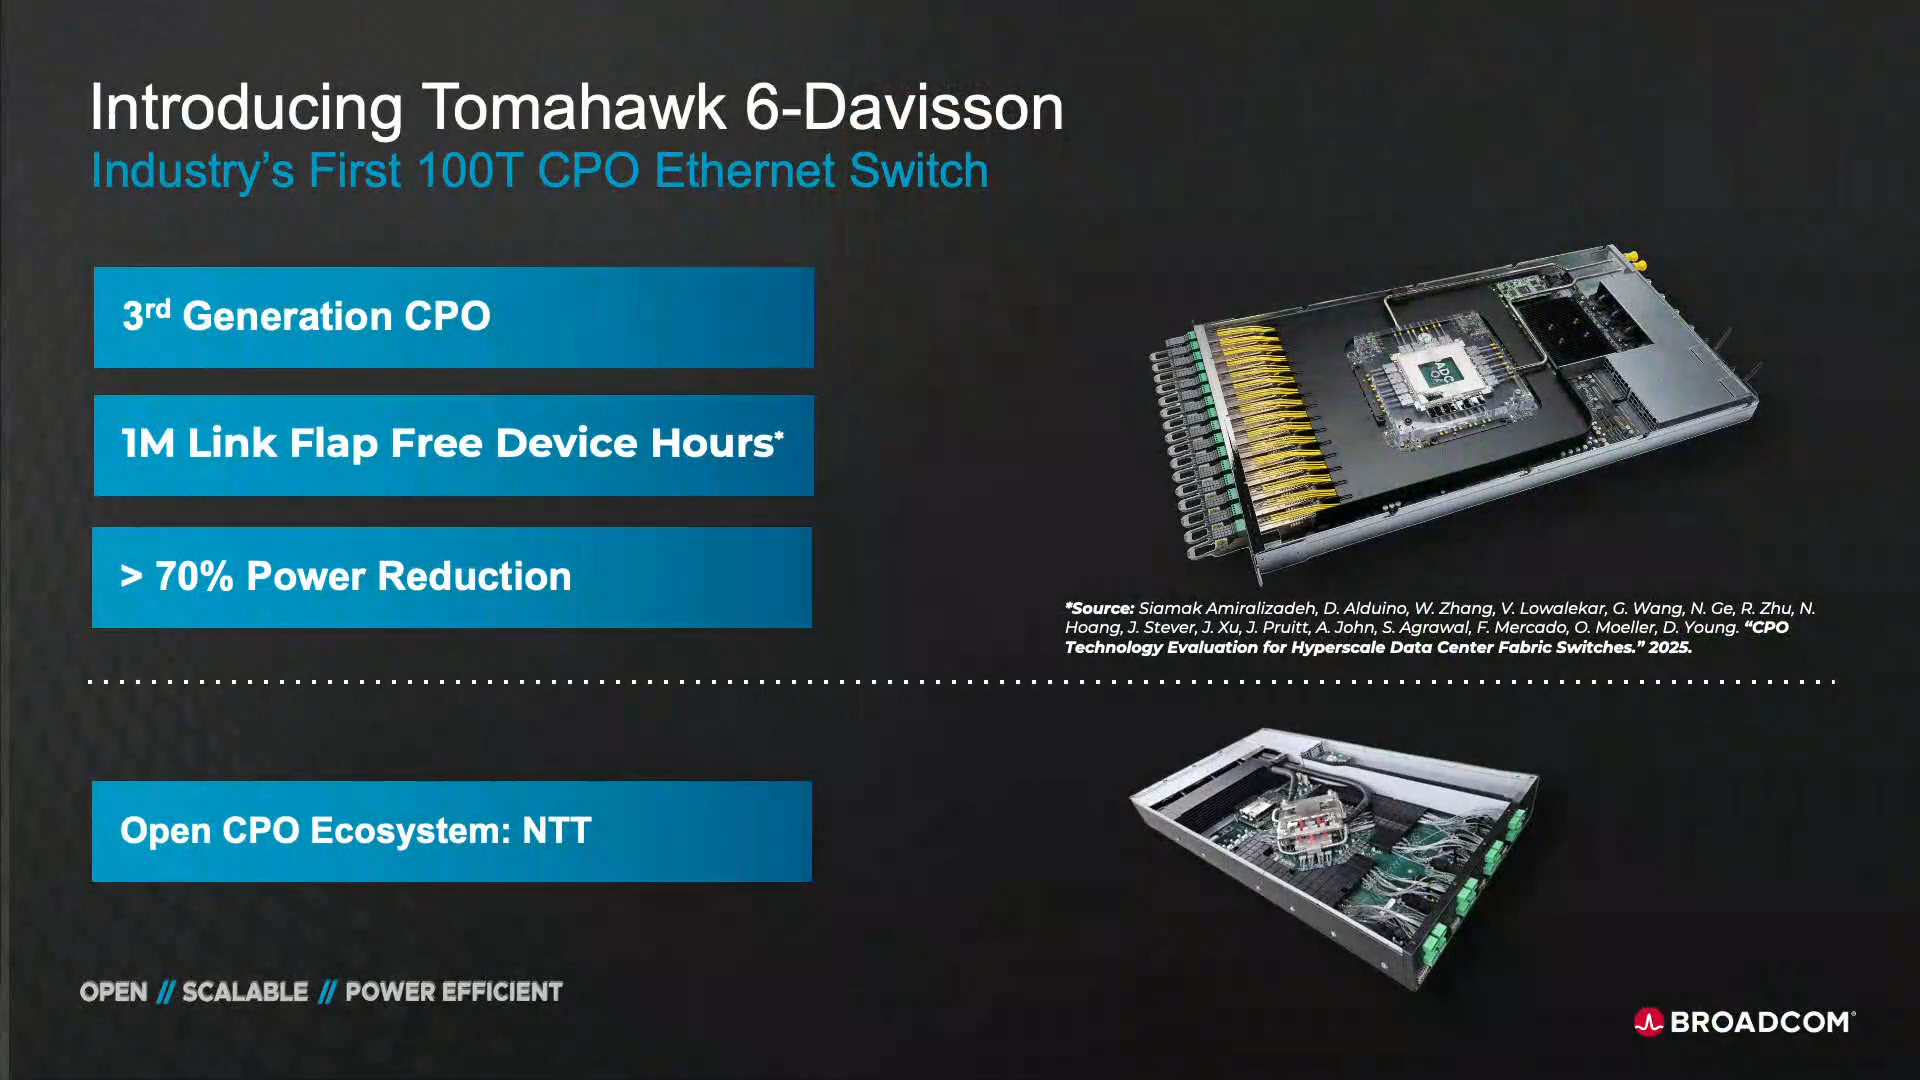 Introducing Tomahawk 6-Davisson
Industry’s First 100T CPO Ethernet Switch
3rd Generation CPO
1M Link Flap Free Device Hours*
> 70% Power Reduction
*Source: Siamak Amiralizadeh, D. Alduino, W. Zhang, V. Lowalekar, G. Wang, N. Ge, R. Zhu, N.
Hoang, J. Stever, J. Xu, J. Pruitt, A. John, S. Agrawal, F. Mercado, O. Moeller, D. Young. “CPO
Technology Evaluation for Hyperscale Data Center Fabric Switches.” 2025.
Open CPO Ecosystem: NTT
OPEN // SCALABLE // POWER EFFICIENT
BROADCOM®